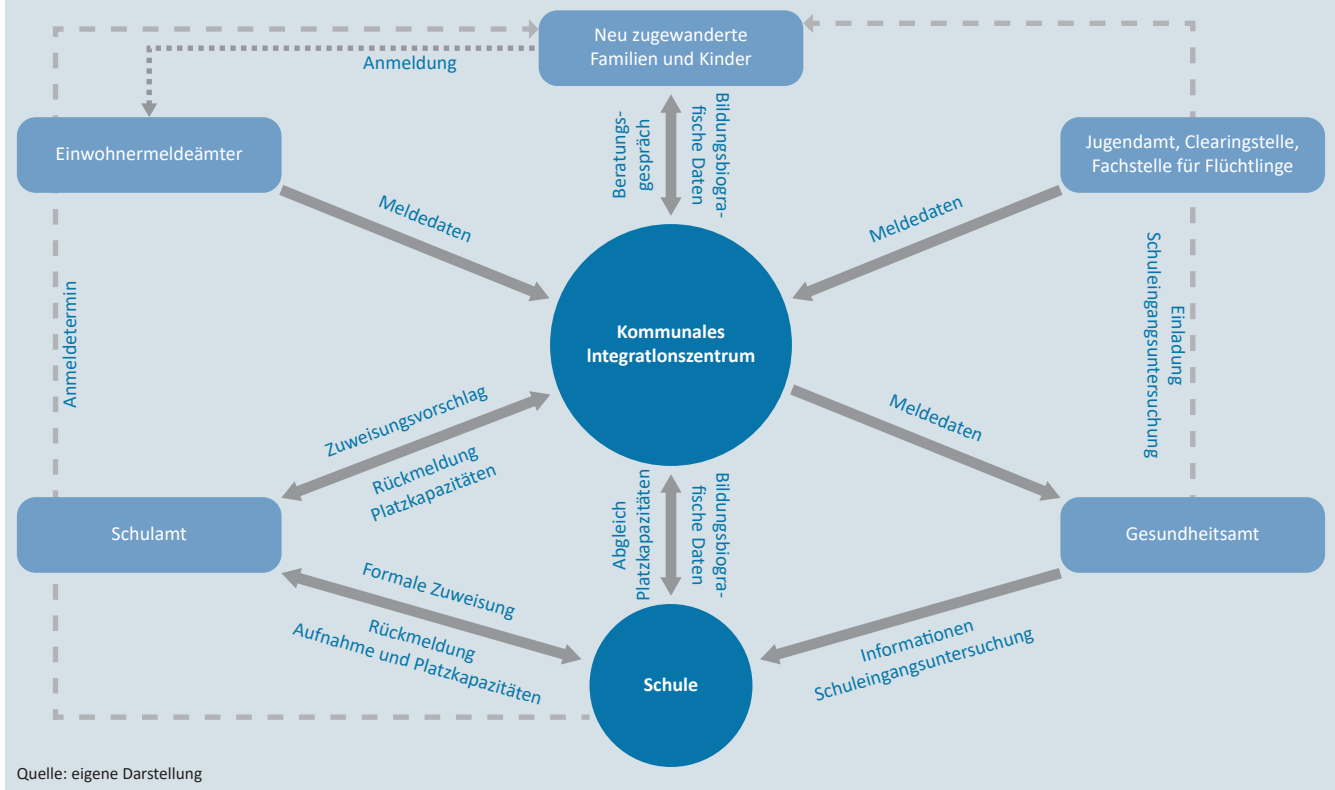 Neu zugewanderte
Familien und Kinder
Anmeldung
Einwohnermeldeämter
Beratungs-
gespräch
Bildungsbiogra-
fische Daten
Jugendamt, Clearingstelle,
Fachstelle für Flüchtlinge
Meldedaten
Meldedaten
Anmeldetermin
Kommunales
Integratlonszentrum
Einladung
Schuleingangsuntersuchung
Zuweisungsvorschlag
Rückmeldung
Platzkapazitäten
Meldedaten
Schulamt
Abgleich
Platzkapazitäten
Bildungsbiogra-
fische Daten
Gesundheitsamt
Formale Zuweisung
Rückmeldung
Aufnahme und Platzkapazitäten
Informationen
Schuleingangsuntersuchung
Schule
Quelle: eigene Darstellung